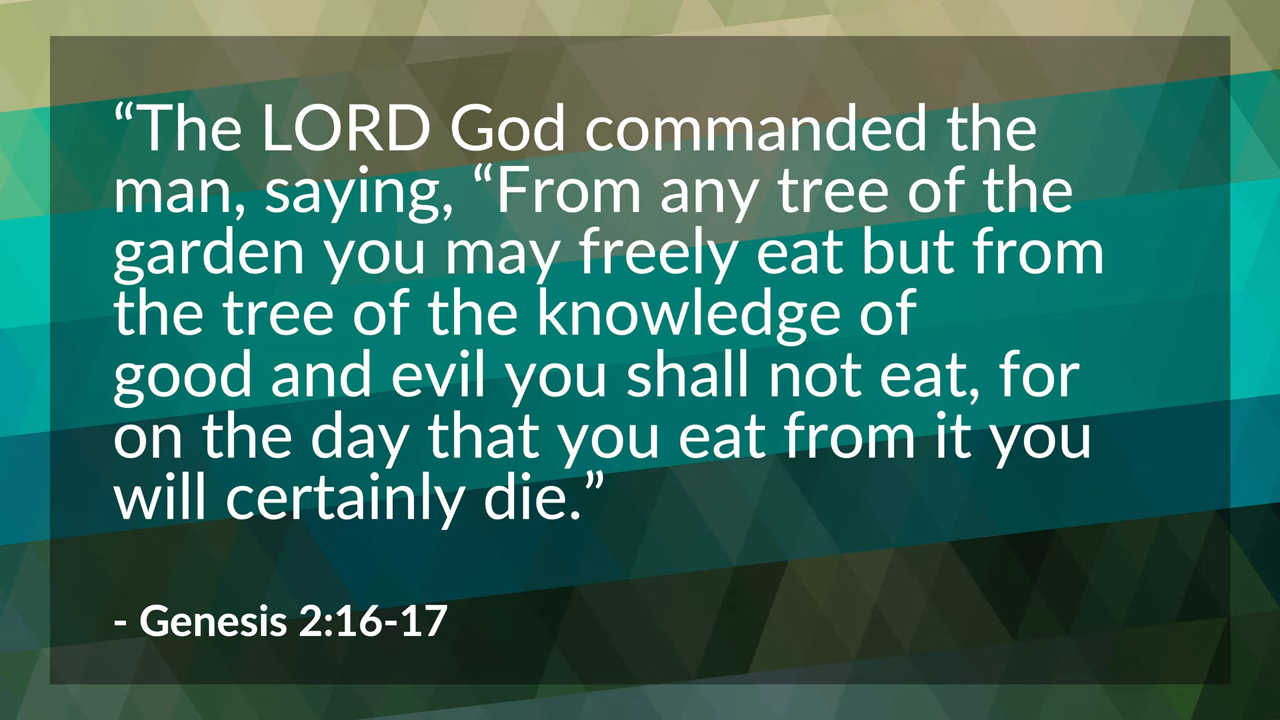 “The LORD God commanded the
man, saying, “From any tree of the
garden you may freely eat but from
the tree of the knowledge of
good and evil you shall not eat, for
on the day that you eat from it you
will certainly die.”
- Genesis 2:16-17